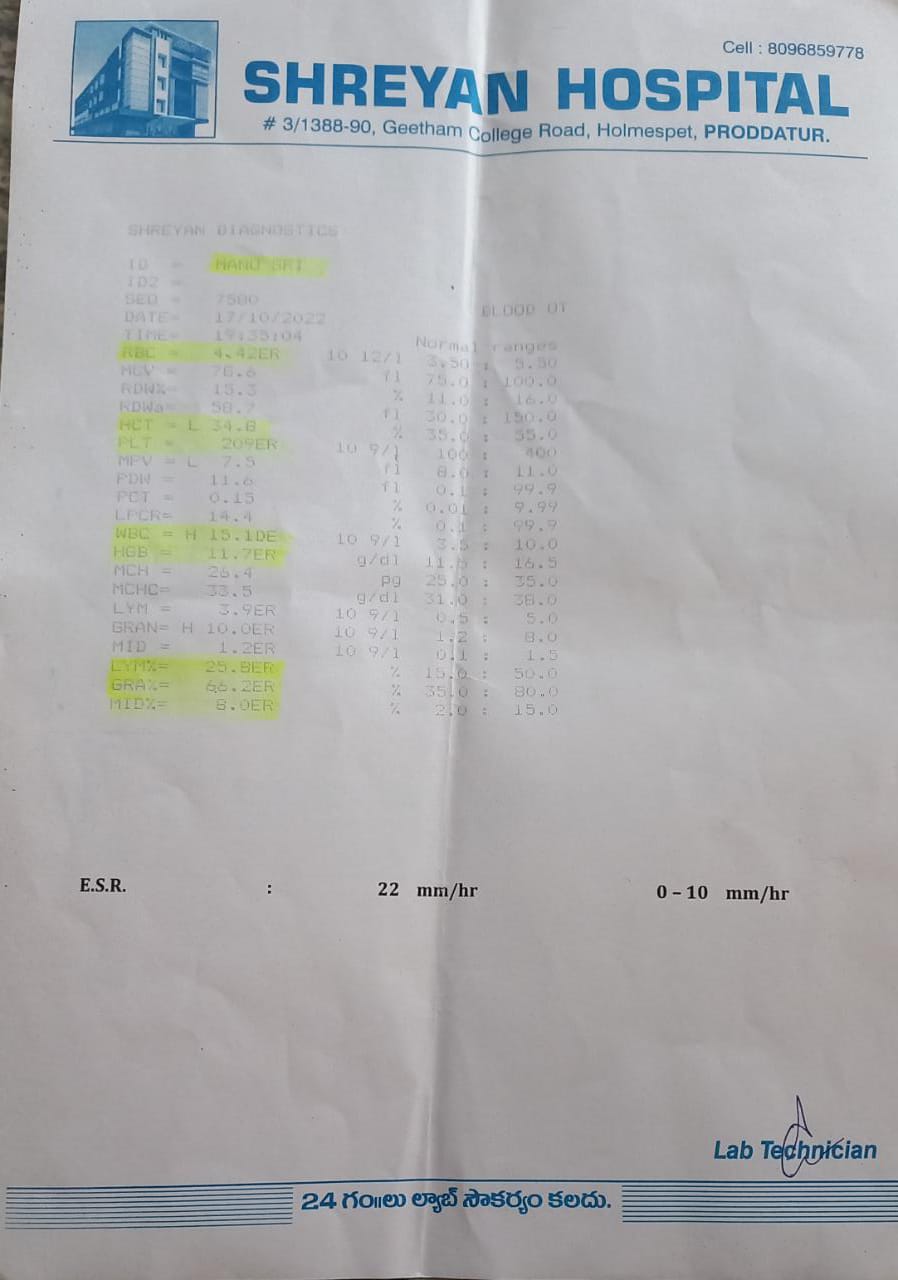 Cell : 8096859778
SHREYAN HOSPITAL
# 3/1388-90, Geetham College Road, Holmespet, PRODDATUR.
SHREYAN DIAGNOSTICS
ID =
ID2 =
SEQ = 7580
DATE= 17/10/2022 BLOOD OT
TIME= 19:35:04 Normal ranges
RBC = 4.42ER 10 12/l 3.50 : 5.50
MCV = 78.6 fl 75.0 : 100.0
RDW%= 15.3 % 11.0 : 16.0
RDWa= 58.7 fl 30.0 : 150.0
HCT = L 34.8 % 35.0 : 55.0
PLT = 209ER 10 9/l 100 : 400
MPV = L 7.5 fl 8.0 : 11.0
PDW = 11.6 fl 0.1 : 99.9
PCT = 0.15 % 0.01 : 9.99
LPCR= 14.4 % 0.1 : 99.9
WBC = H 15.1DE 10 9/l 3.5 : 10.0
HGB = 11.7ER g/dl 11.5 : 16.5
MCH = 26.4 pg 25.0 : 35.0
MCHC= 33.5 g/dl 31.0 : 38.0
LYM = 3.9ER 10 9/l 0.5 : 5.0
GRAN= H 10.0ER 10 9/l 1.2 : 8.0
MID = 1.2ER 10 9/l 0.1 : 1.5
LYM%= 25.8ER % 15.0 : 50.0
GRA%= 66.2ER % 35.0 : 80.0
MID%= 8.0ER % 2.0 : 15.0
E.S.R. : 22 mm/hr 0 – 10 mm/hr
Lab Technician
24 గం॥లు ల్యాబ్ సౌకర్యం కలదు.